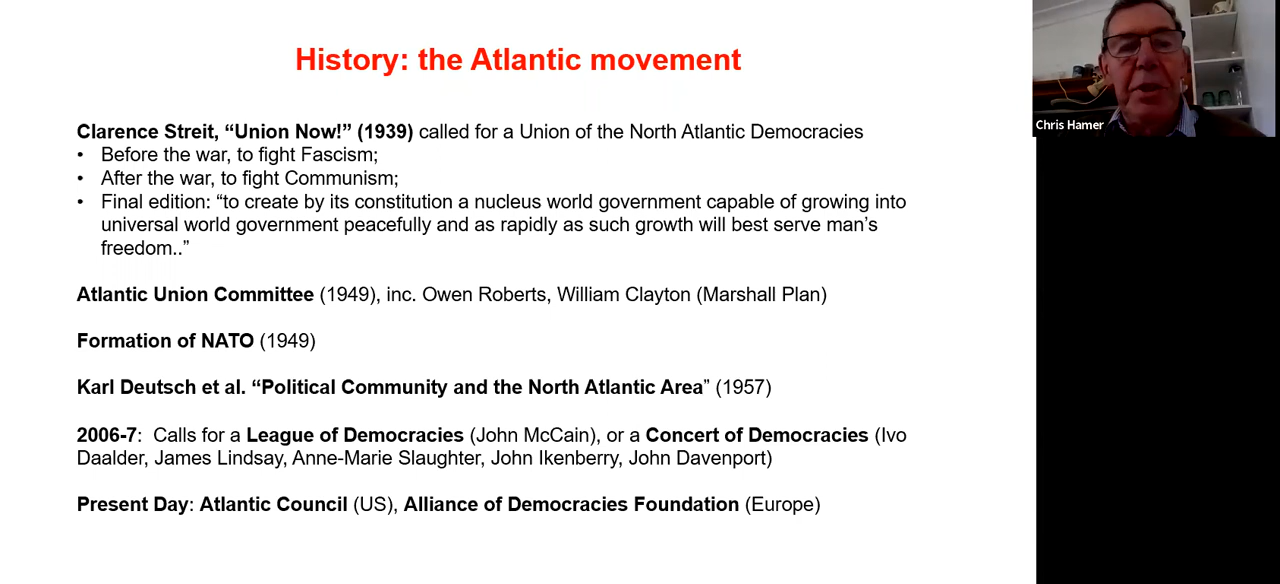 History: the Atlantic movement
Clarence Streit, “Union Now!” (1939) called for a Union of the North Atlantic Democracies
• Before the war, to fight Fascism;
• After the war, to fight Communism;
• Final edition: “to create by its constitution a nucleus world government capable of growing into
universal world government peacefully and as rapidly as such growth will best serve man’s
freedom..”
Atlantic Union Committee (1949), inc. Owen Roberts, William Clayton (Marshall Plan)
Formation of NATO (1949)
Karl Deutsch et al. “Political Community and the North Atlantic Area” (1957)
2006-7: Calls for a League of Democracies (John McCain), or a Concert of Democracies (Ivo
Daalder, James Lindsay, Anne-Marie Slaughter, John Ikenberry, John Davenport)
Present Day: Atlantic Council (US), Alliance of Democracies Foundation (Europe)
Chris Hamer